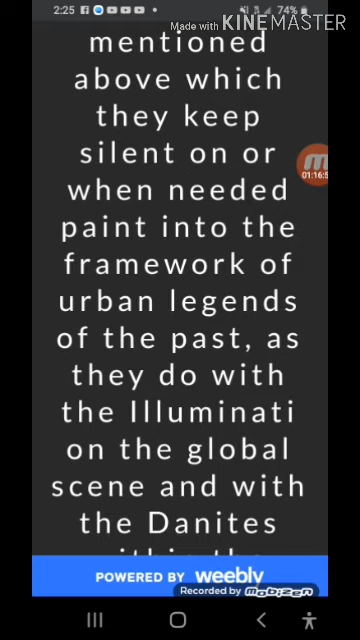 2:25
74%
Made with KINEMASTER
mentioned
above which
they keep
silent on or
when needed
paint into the
framework of
urban legends
of the past, as
they do with
the Illuminati
on the global
scene and with
the Danites
POWERED BY weebly
Recorded by mobizen